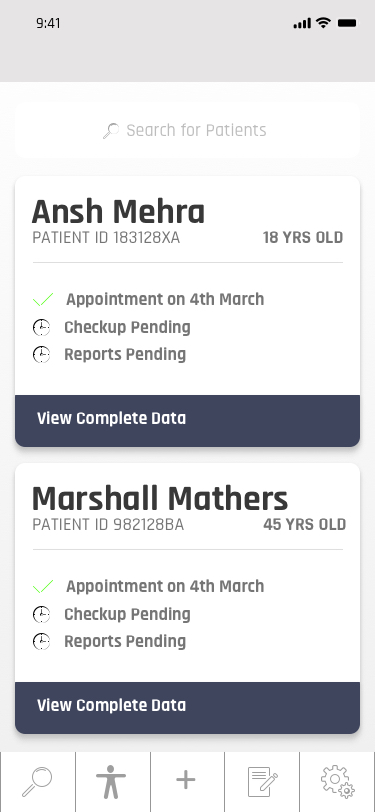 9:41
Search for Patients
Ansh Mehra
PATIENT ID 183128XA
18 YRS OLD
Appointment on 4th March
Checkup Pending
Reports Pending
View Complete Data
Marshall Mathers
PATIENT ID 982128BA
45 YRS OLD
Appointment on 4th March
Checkup Pending
Reports Pending
View Complete Data